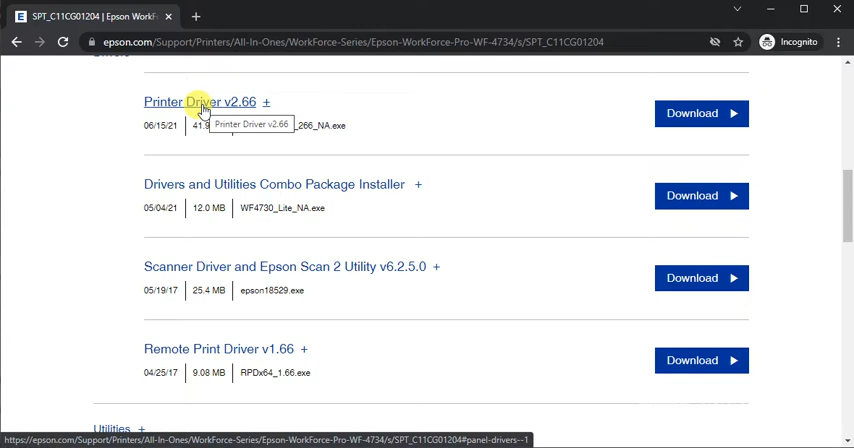 SPT_C11CG01204 | Epson WorkF
epson.com/Support/Printers/All-In-Ones/WorkForce-Series/Epson-WorkForce-Pro-WF-4734/s/SPT_C11CG01204
Incognito
Printer Driver v2.66 +
06/15/21
41.9
Printer Driver v2.66
_266_NA.exe
Download
Drivers and Utilities Combo Package Installer +
05/04/21 12.0 MB WF4730_Lite_NA.exe
Download
Scanner Driver and Epson Scan 2 Utility v6.2.5.0 +
05/19/17 25.4 MB epson18529.exe
Download
Remote Print Driver v1.66 +
04/25/17 9.08 MB RPDx64_1.66.exe
Download
Utilities +
https://epson.com/Support/Printers/All-In-Ones/WorkForce-Series/Epson-WorkForce-Pro-WF-4734/s/SPT_C11CG01204#panel-drivers--1